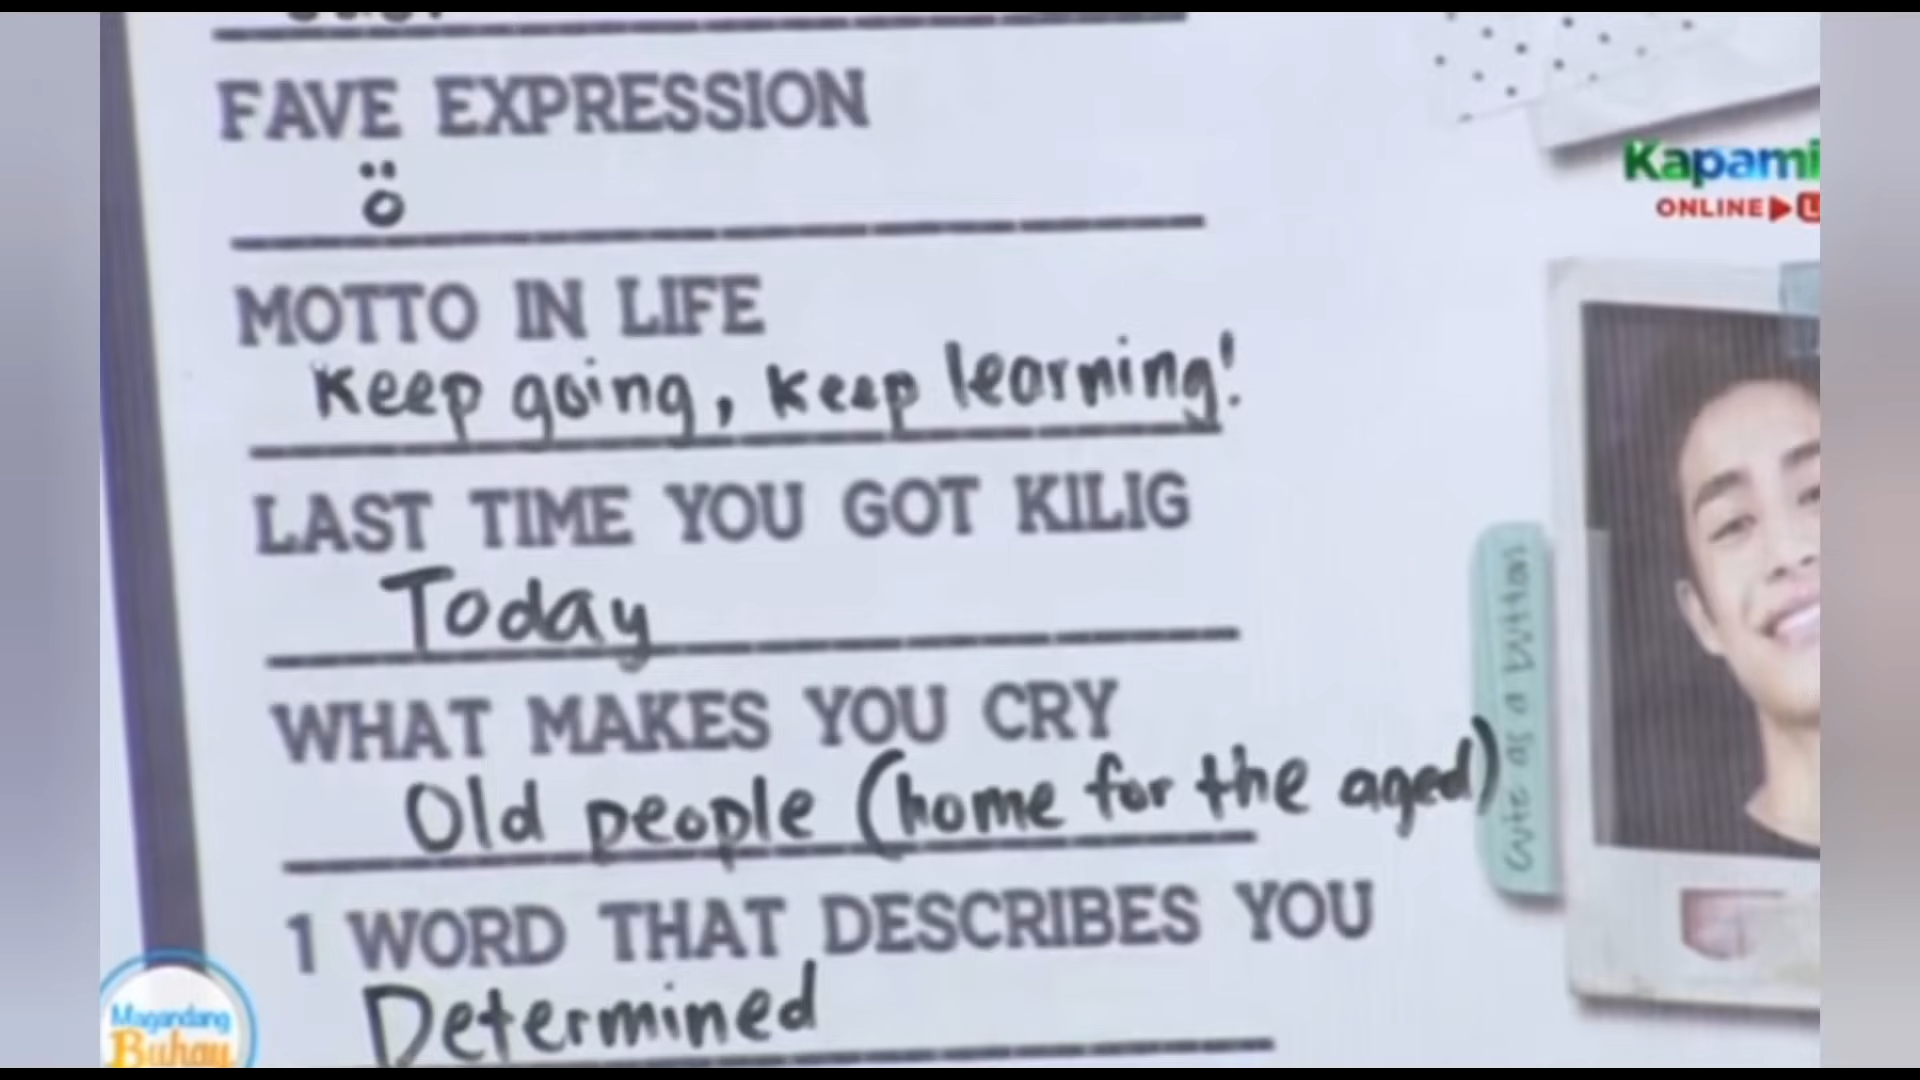 FAVE EXPRESSION
MOTTO IN LIFE
Keep going, keep learning!
LAST TIME YOU GOT KILIG
Today
WHAT MAKES YOU CRY
Old people (home for the aged)
1 WORD THAT DESCRIBES YOU
Determined
Kapami
ONLINE L
cute as a button
Magandang
Buhay